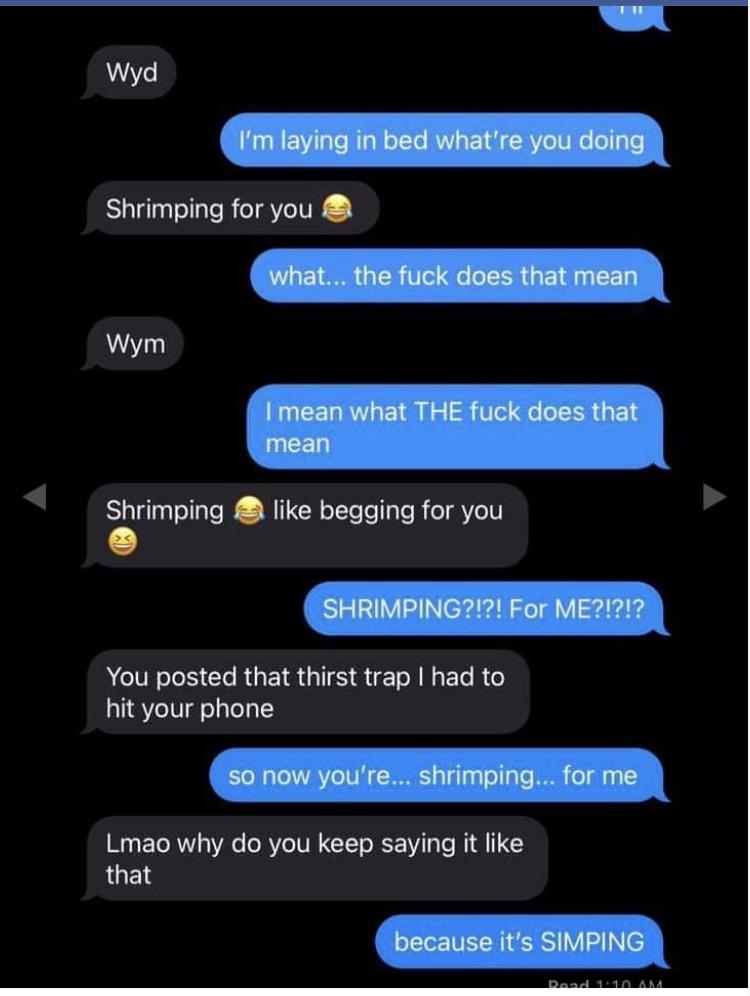 Wyd
I'm laying in bed what're you doing
Shrimping for you 😂
what... the fuck does that mean
Wym
I mean what THE fuck does that
mean
Shrimping 😂 like begging for you
😆
SHRIMPING?!?! For ME?!?!?
You posted that thirst trap I had to
hit your phone
so now you're... shrimping... for me
Lmao why do you keep saying it like
that
because it's SIMPING
Read 1:10 AM